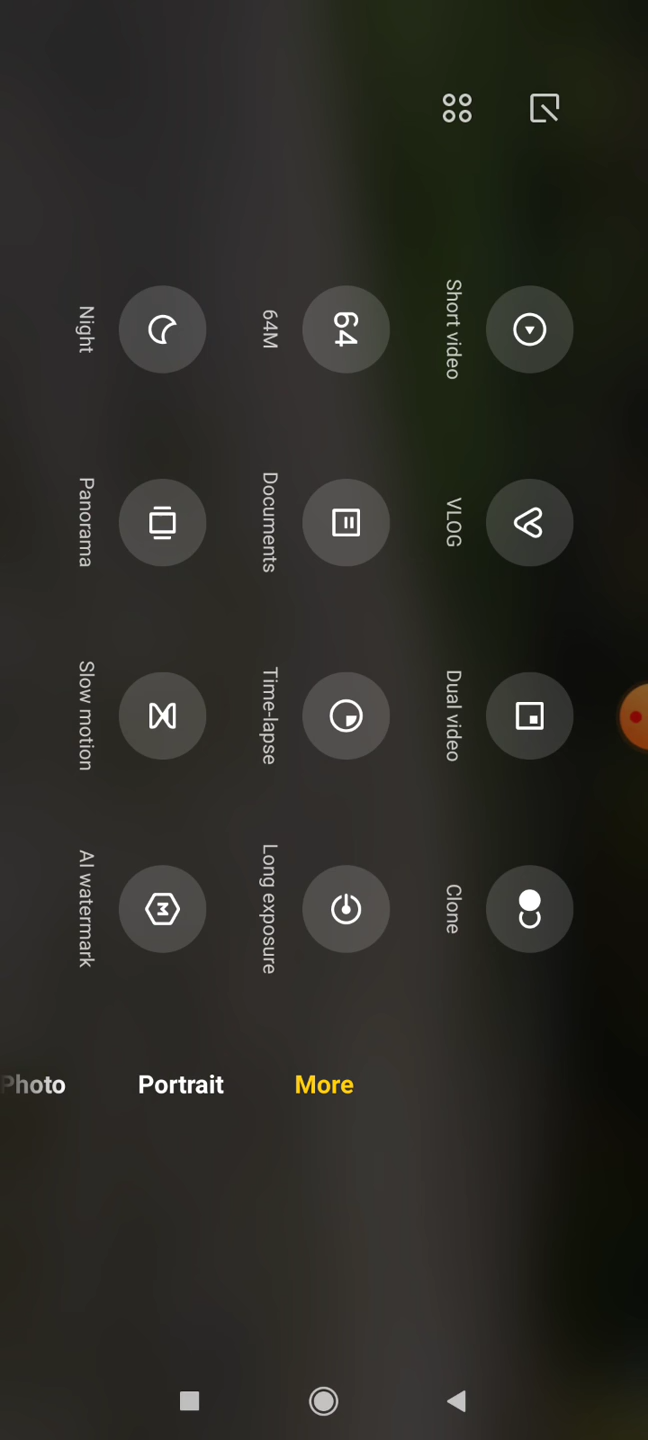 Short video
VLOG
Dual video
Clone
64
64M
Documents
Time-lapse
Long exposure
Night
Panorama
Slow motion
M
AI watermark
Photo
Portrait
More